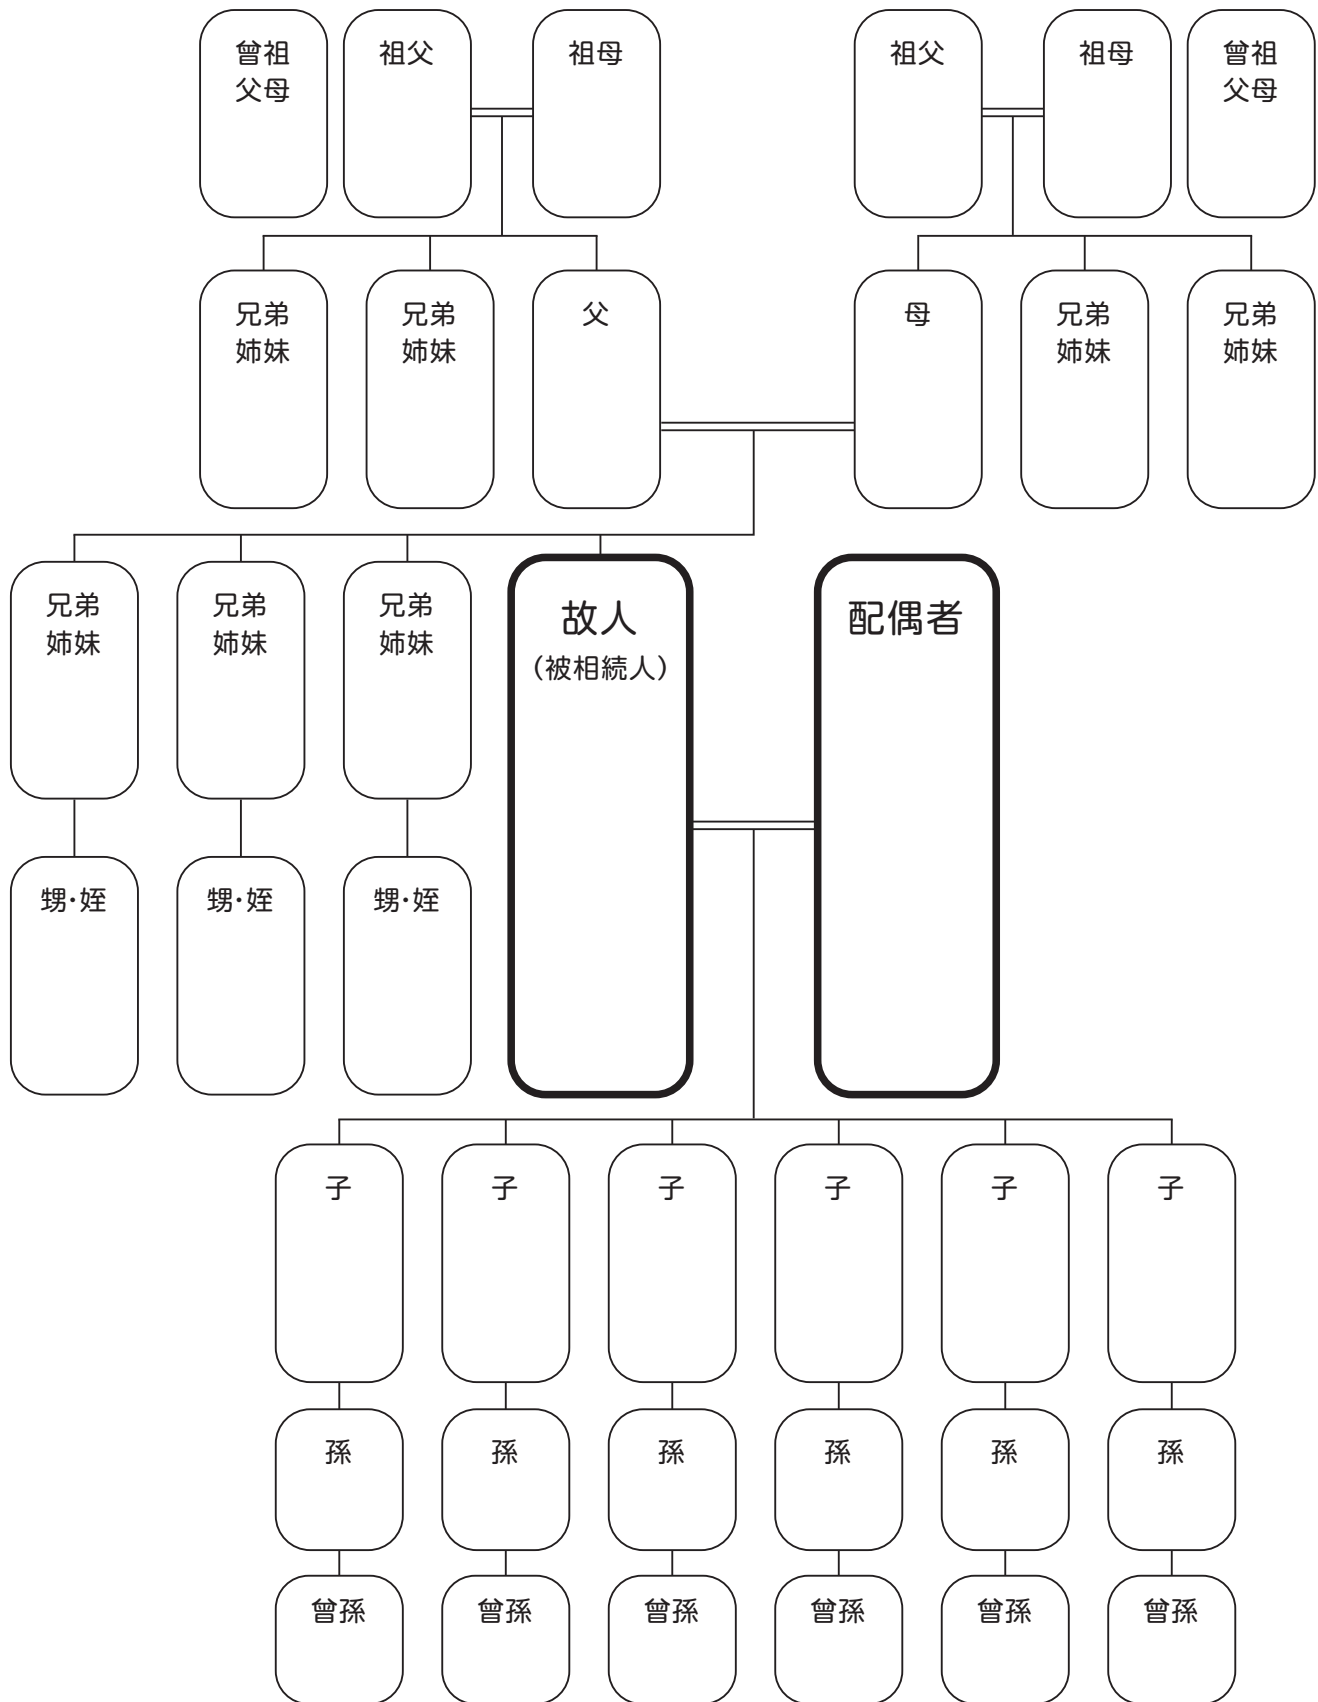 曾祖
父母
祖父
祖母
祖父
祖母
曾祖
父母
兄弟
姉妹
兄弟
姉妹
父
母
兄弟
姉妹
兄弟
姉妹
兄弟
姉妹
兄弟
姉妹
兄弟
姉妹
故人
(被相続人)
配偶者
甥・姪
甥・姪
甥・姪
子
子
子
子
子
子
孫
孫
孫
孫
孫
孫
曾孫
曾孫
曾孫
曾孫
曾孫
曾孫